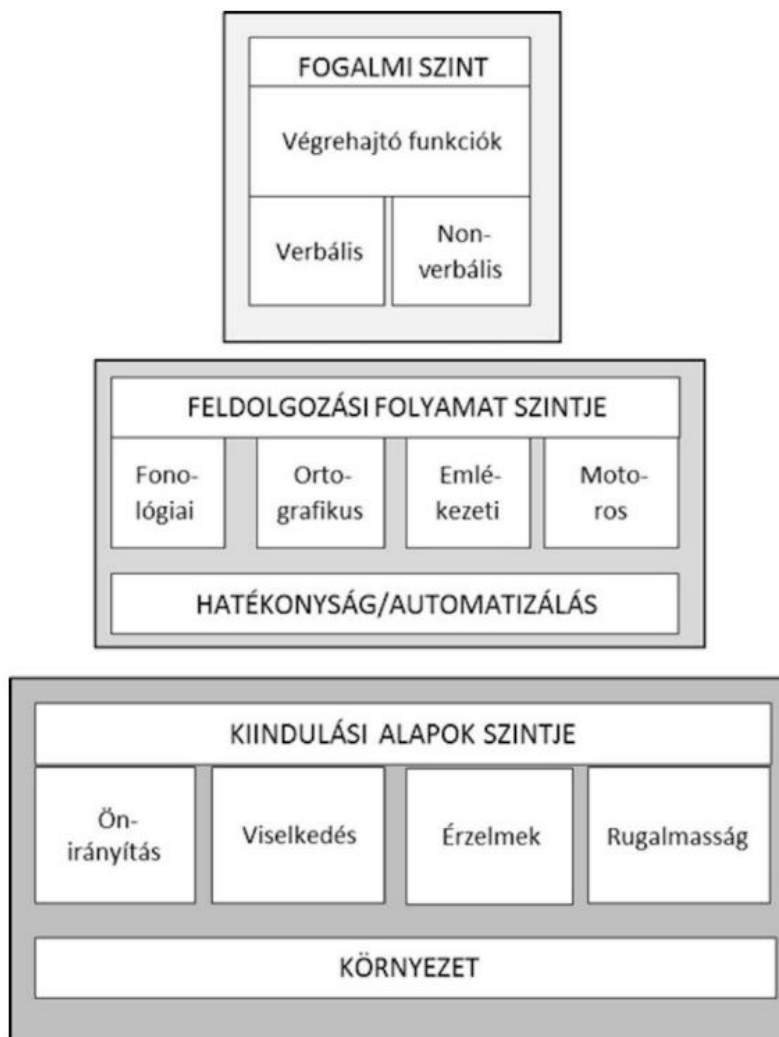 FOGALMI SZINT
Végrehajtó funkciók
Verbális
Non-
verbális
FELDOLGOZÁSI FOLYAMAT SZINTJE
Fono-
lógiai
Orto-
grafikus
Emlé-
kezeti
Moto-
ros
HATÉKONYSÁG/AUTOMATIZÁLÁS
KIINDULÁSI ALAPOK SZINTJE
Ön-
irányítás
Viselkedés
Érzelmek
Rugalmasság
KÖRNYEZET